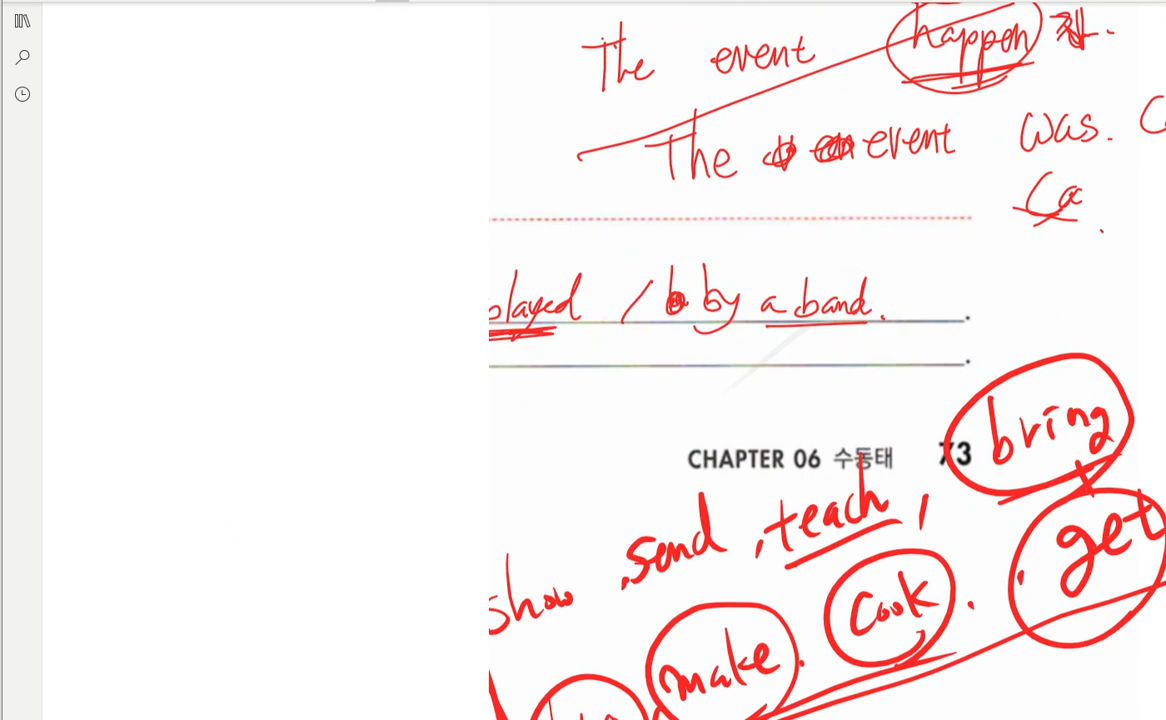 The event happen
The event was.
played / by a band.
CHAPTER 06 수동태 73
bring
show, send, teach,
get
make. cook.